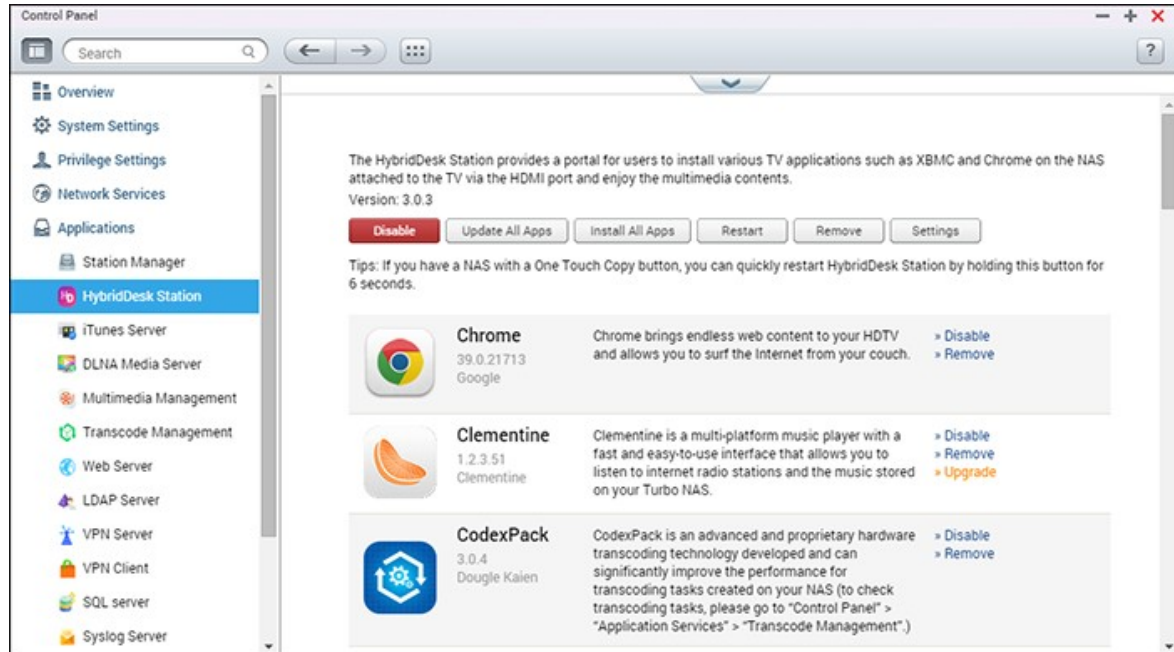 Control Panel
Search
?
Overview
System Settings
Privilege Settings
Network Services
Applications
Station Manager
HybridDesk Station
iTunes Server
DLNA Media Server
Multimedia Management
Transcode Management
Web Server
LDAP Server
VPN Server
VPN Client
SQL server
Syslog Server
The HybridDesk Station provides a portal for users to install various TV applications such as XBMC and Chrome on the NAS
attached to the TV via the HDMI port and enjoy the multimedia contents.
Version: 3.0.3
Disable Update All Apps Install All Apps Restart Remove Settings
Tips: If you have a NAS with a One Touch Copy button, you can quickly restart HybridDesk Station by holding this button for
6 seconds.
Chrome
39.0.21713
Google
Chrome brings endless web content to your HDTV
and allows you to surf the Internet from your couch.
» Disable
» Remove
Clementine
1.2.3.51
Clementine
Clementine is a multi-platform music player with a
fast and easy-to-use interface that allows you to
listen to internet radio stations and the music stored
on your Turbo NAS.
» Disable
» Remove
» Upgrade
CodexPack
3.0.4
Dougle Kaien
CodexPack is an advanced and proprietary hardware
transcoding technology developed and can
significantly improve the performance for
transcoding tasks created on your NAS (to check
transcoding tasks, please go to “Control Panel” >
“Application Services” > “Transcode Management”.)
» Disable
» Remove